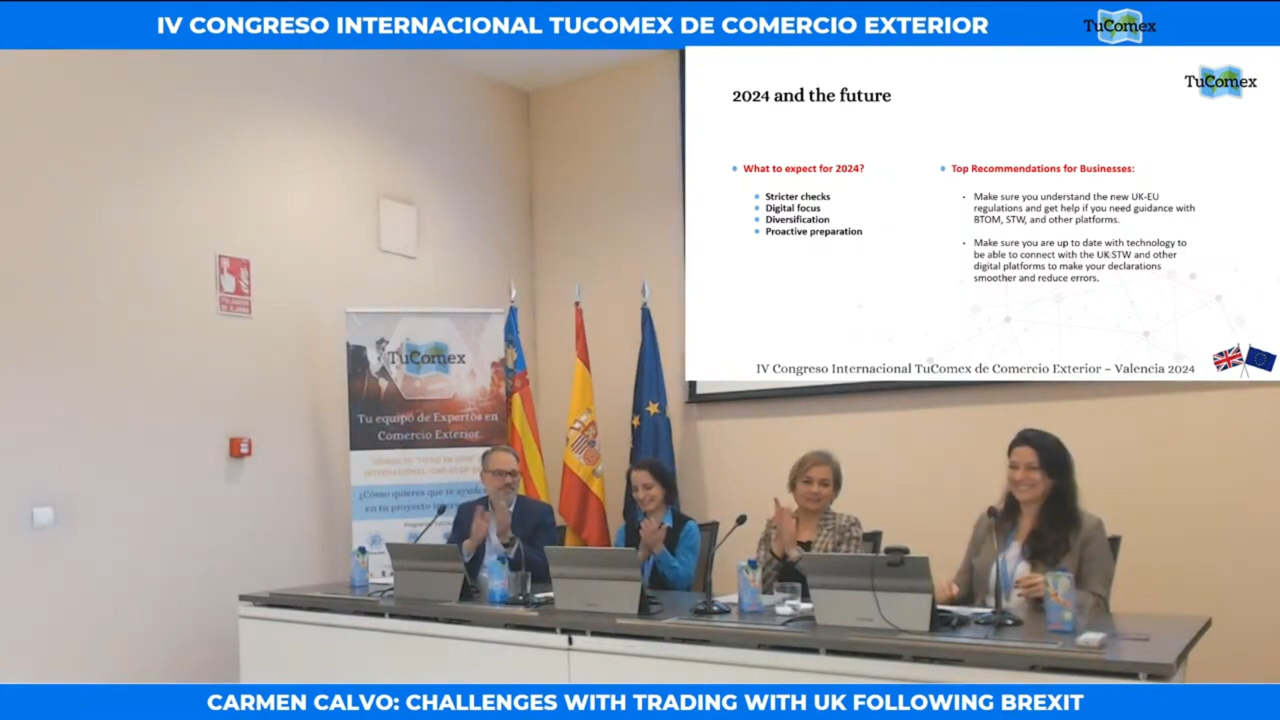 IV CONGRESO INTERNACIONAL TUCOMEX DE COMERCIO EXTERIOR
TuComex
TuComex
2024 and the future
What to expect for 2024?
Stricter checks
Digital focus
Diversification
Proactive preparation
Top Recommendations for Businesses:
Make sure you understand the new UK-EU
regulations and get help if you need guidance with
BTOM, STW, and other platforms.
Make sure you are up to date with technology to
be able to connect with the UK STW and other
digital platforms to make your declarations
smoother and reduce errors.
IV Congreso Internacional TuComex de Comercio Exterior – Valencia 2024
TuComex
Tu equipo de Expertos en
Comercio Exterior
¿Cómo quieres que te ayude
en tu proyecto
CARMEN CALVO: CHALLENGES WITH TRADING WITH UK FOLLOWING BREXIT